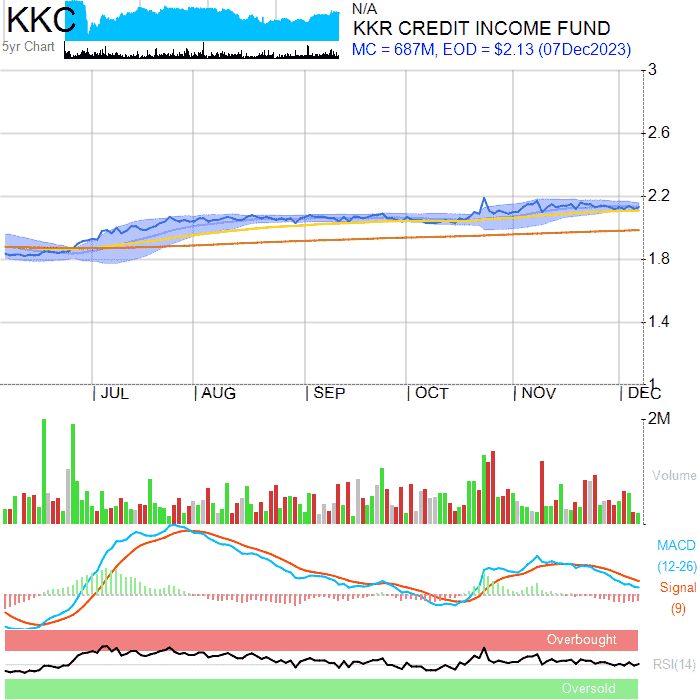 KKC
5yr Chart
N/A
KKR CREDIT INCOME FUND
MC = 687M, EOD = $2.13 (07Dec2023)
3
2.6
2.2
1.8
1.4
1
| JUL | AUG | SEP | OCT | NOV | DEC
2M
Volume
MACD
(12-26)
Signal
(9)
Overbought
RSI(14)
Oversold